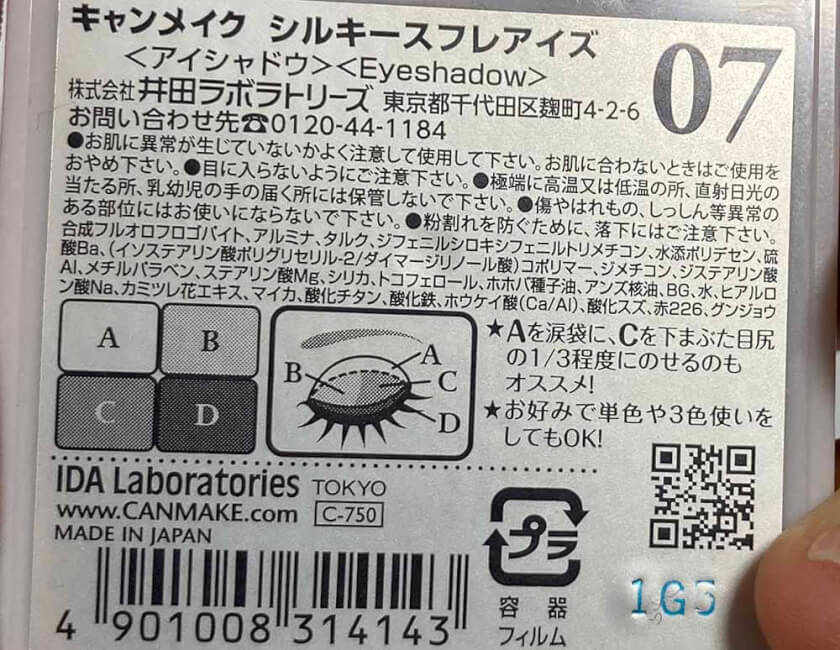 キャンメイク シルキースフレアイズ
07
＜アイシャドウ＞＜Eyeshadow＞
株式会社 井田ラボラトリーズ 東京都千代田区麹町4-2-6
お問い合わせ先☎0120-44-1184
●お肌に異常が生じていないかよく注意して使用して下さい。お肌に合わないときはご使用を
おやめ下さい。●目に入らないようにご注意下さい。●極端に高温又は低温の所、直射日光の
当たる所、乳幼児の手の届く所には保管しないで下さい。●傷やはれもの、しっしん等異常の
ある部位にはお使いにならないで下さい。●粉割れを防ぐために、落下にはご注意下さい。
合成フルオロフロゴパイト、アルミナ、タルク、ジフェニルシロキシフェニルトリメチコン、水添ポリデセン、硫
酸Ba、(イソステアリン酸ポリグリセリル-2/ダイマージリノール酸)コポリマー、ジメチコン、ジステアリン酸
Al、メチルパラベン、ステアリン酸Mg、シリカ、トコフェロール、ホホバ種子油、アンズ核油、BG、水、ヒアルロ
ン酸Na、カミツレ花エキス、マイカ、酸化チタン、酸化鉄、ホウケイ酸(Ca/Al)、酸化スズ、赤226、グンジョウ
A B
C D
A
B
C
D
★Aを涙袋に、Cを下まぶた目尻
の1/3程度にのせるのも
オススメ!
★お好みで単色や3色使いを
してもOK!
IDA Laboratories TOKYO
www.CANMAKE.com C-750
MADE IN JAPAN
プラ
容器
フィルム
1G5
4 901008 314143